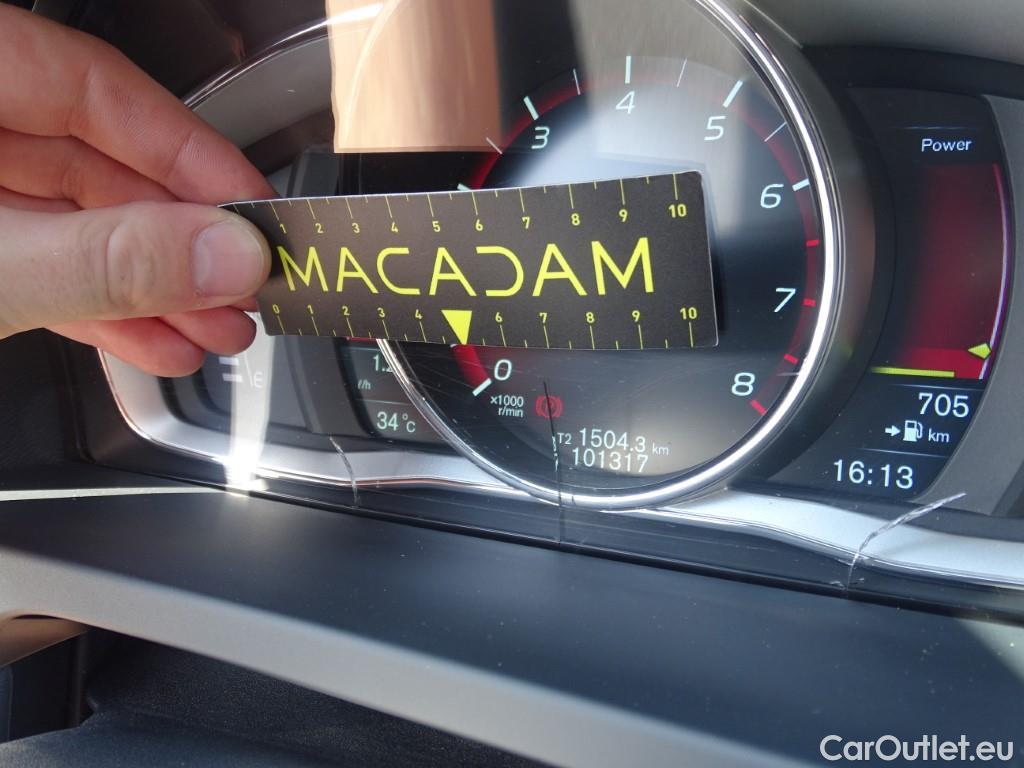 Power
3 4 5 6 7 8
0
x1000
r/min
1 2 3 4 5 6 7 8 9 10
MACADAM
0 1 2 3 4 6 7 8 9 10
ℓ/h
34°C
E
T2 1504.3 km
101317
705
km
16:13
CarOutlet.eu